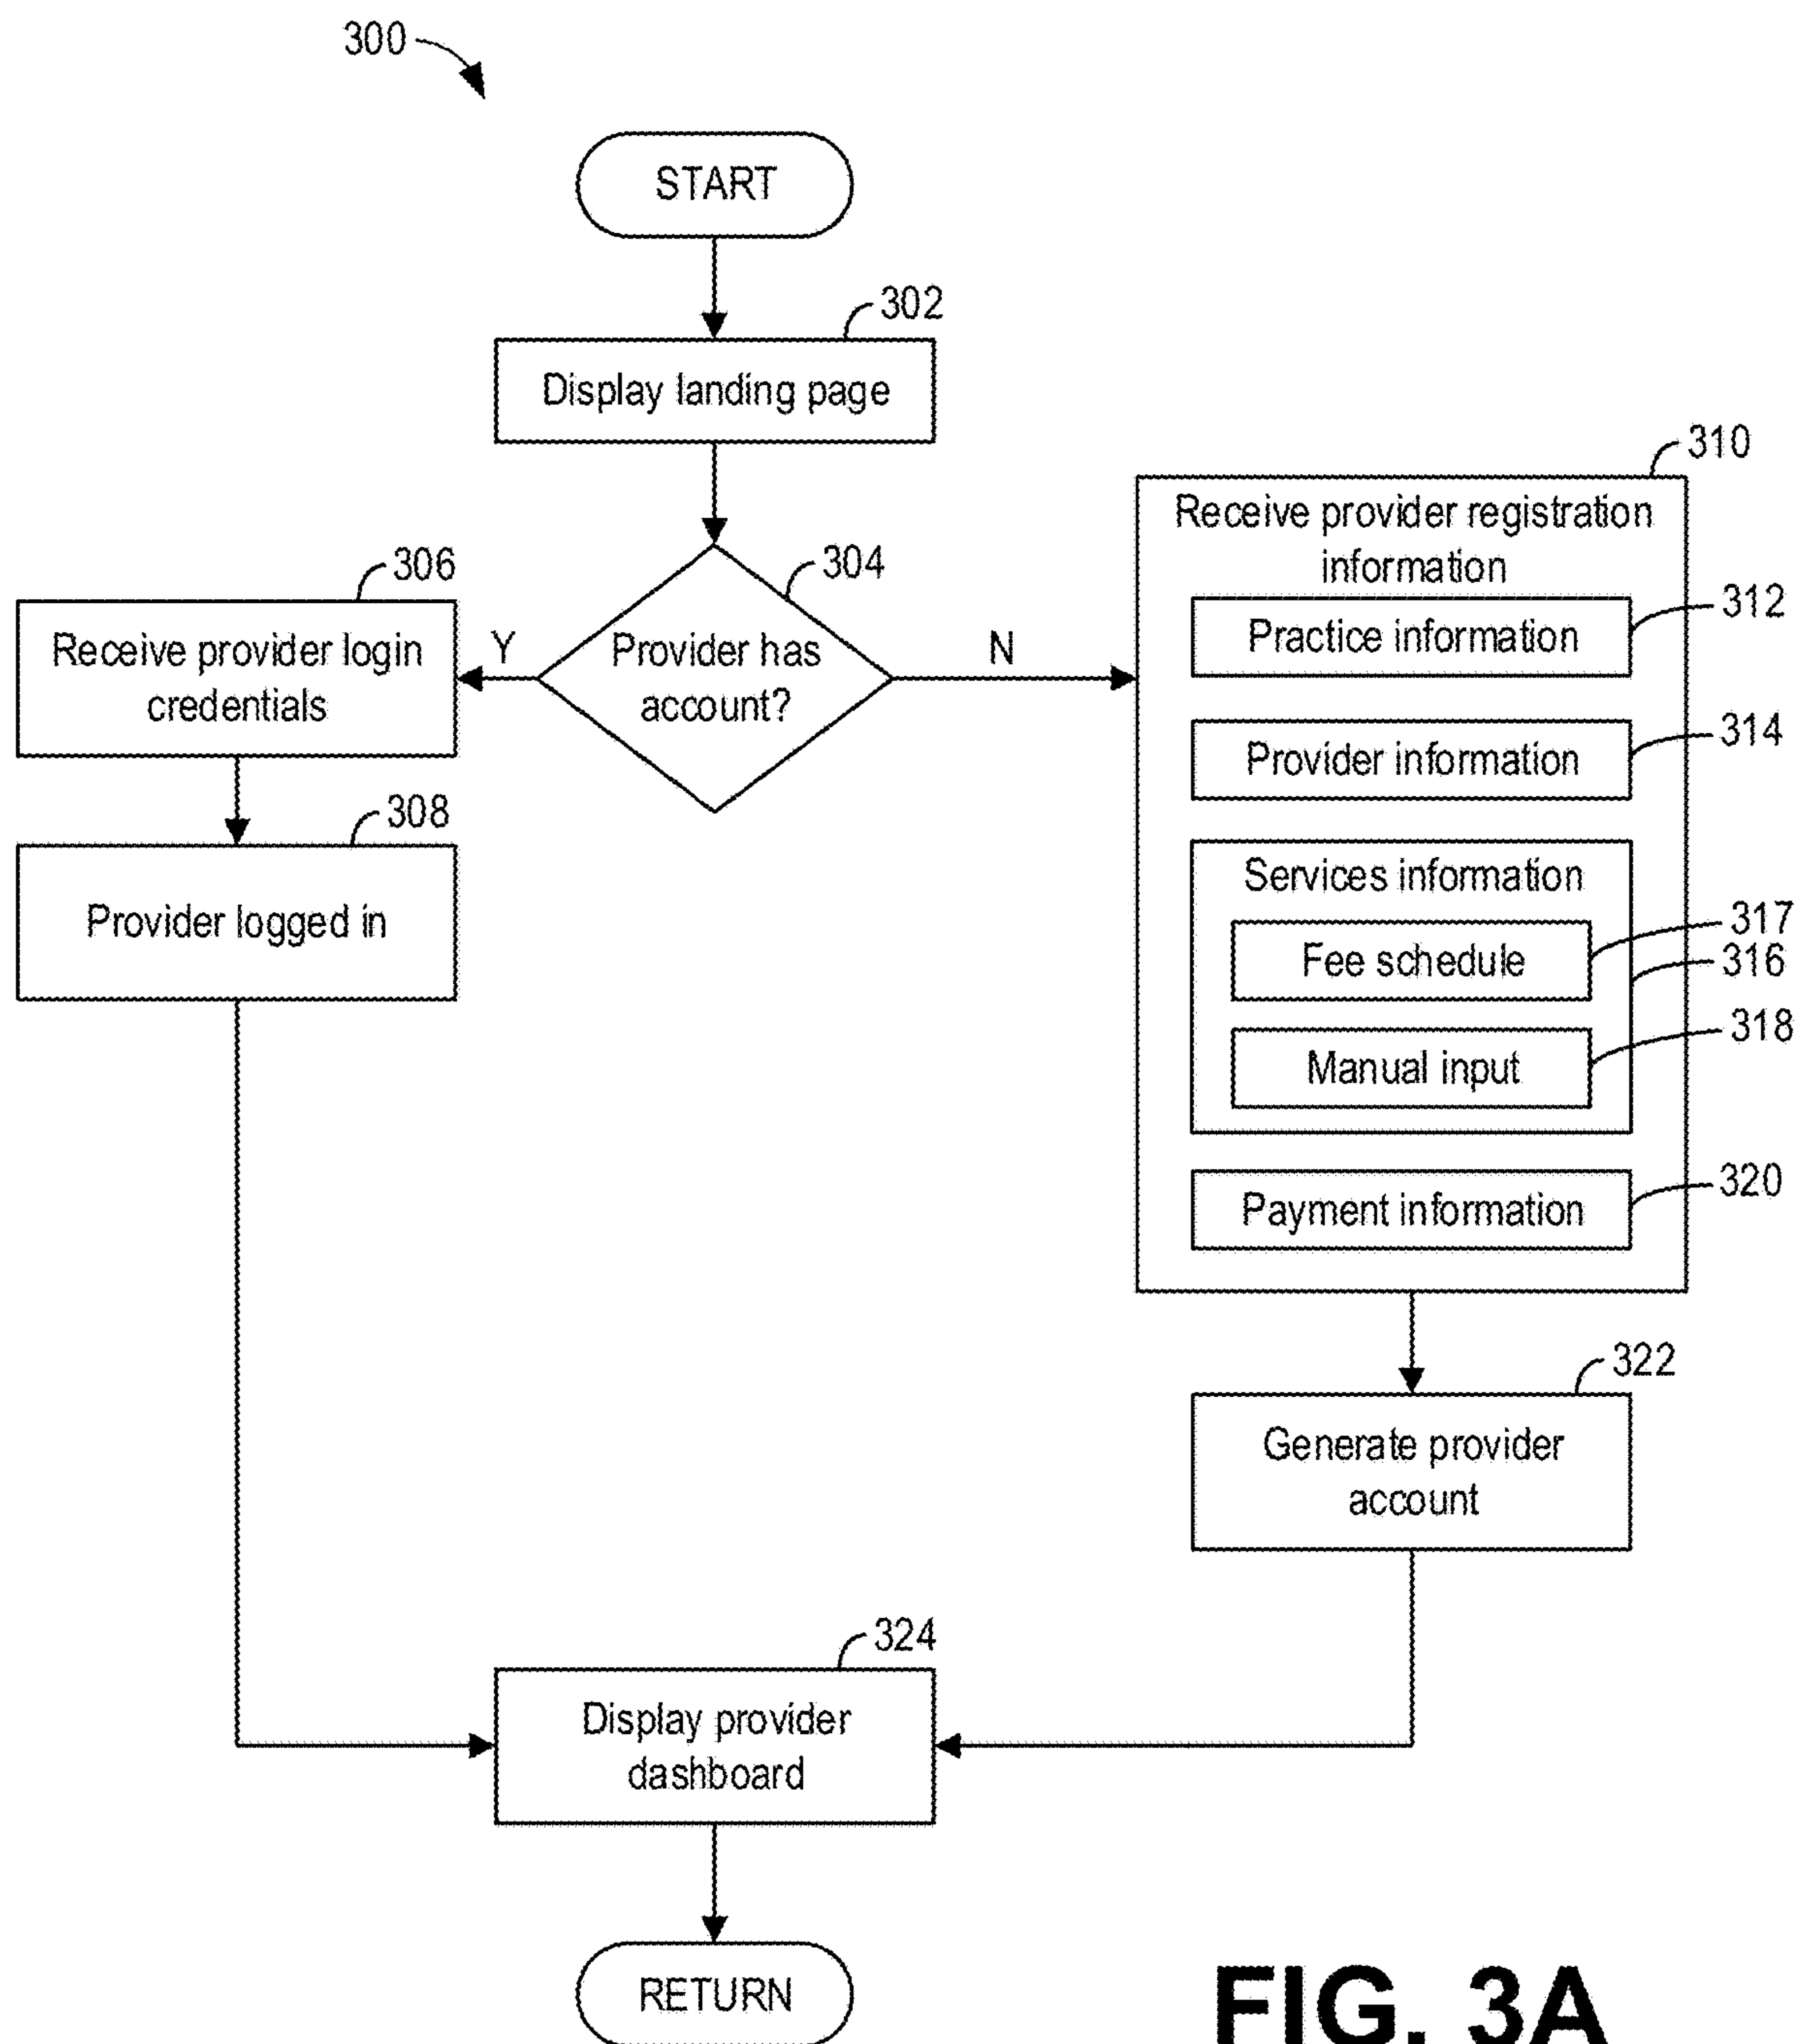 300
START
302
Display landing page
304
Provider has
account?
Y
N
306
Receive provider login
credentials
308
Provider logged in
310
Receive provider registration
information
312
Practice information
314
Provider information
316
Services information
317
Fee schedule
318
Manual input
320
Payment information
322
Generate provider
account
324
Display provider
dashboard
RETURN
FIG. 3A